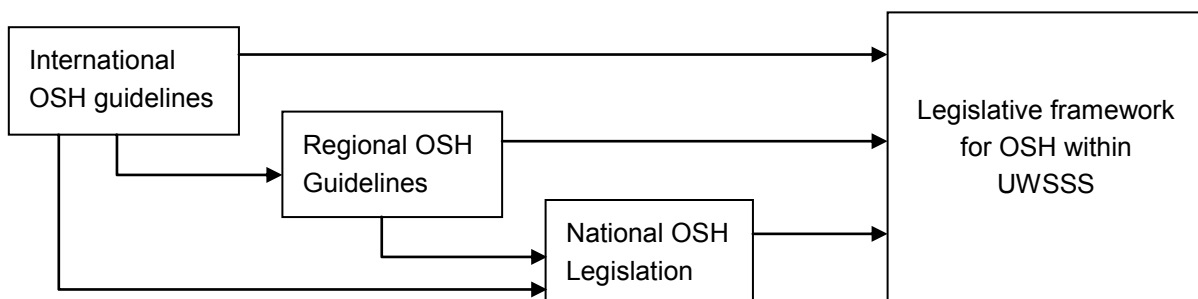 International
OSH guidelines
Regional OSH
Guidelines
National OSH
Legislation
Legislative framework
for OSH within
UWSSS